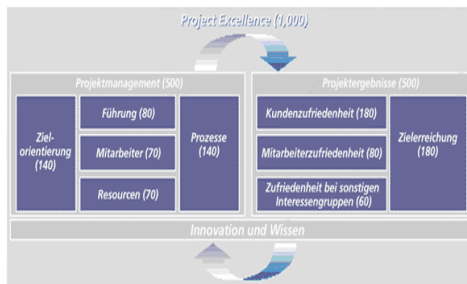 Project Excellence (1,000)
Projektmanagement (500)
Projektergebnisse (500)
Ziel-
orientierung
(140)
Führung (80)
Mitarbeiter (70)
Resourcen (70)
Prozesse
(140)
Kundenzufriedenheit (180)
Mitarbeiterzufriedenheit (80)
Zufriedenheit bei sonstigen
Interessengruppen (60)
Zielerreichung
(180)
Innovation und Wissen